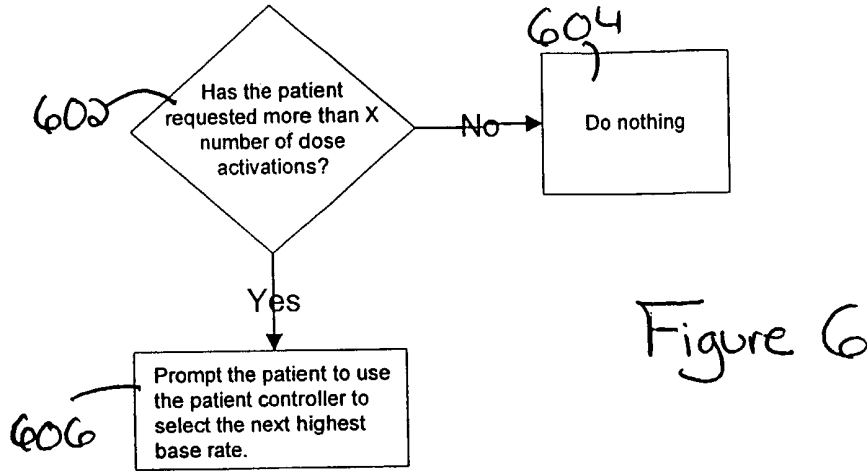 604
602
Has the patient
requested more than X
number of dose
activations?
No
Do nothing
Yes
Figure 6
Prompt the patient to use
the patient controller to
select the next highest
base rate.
606